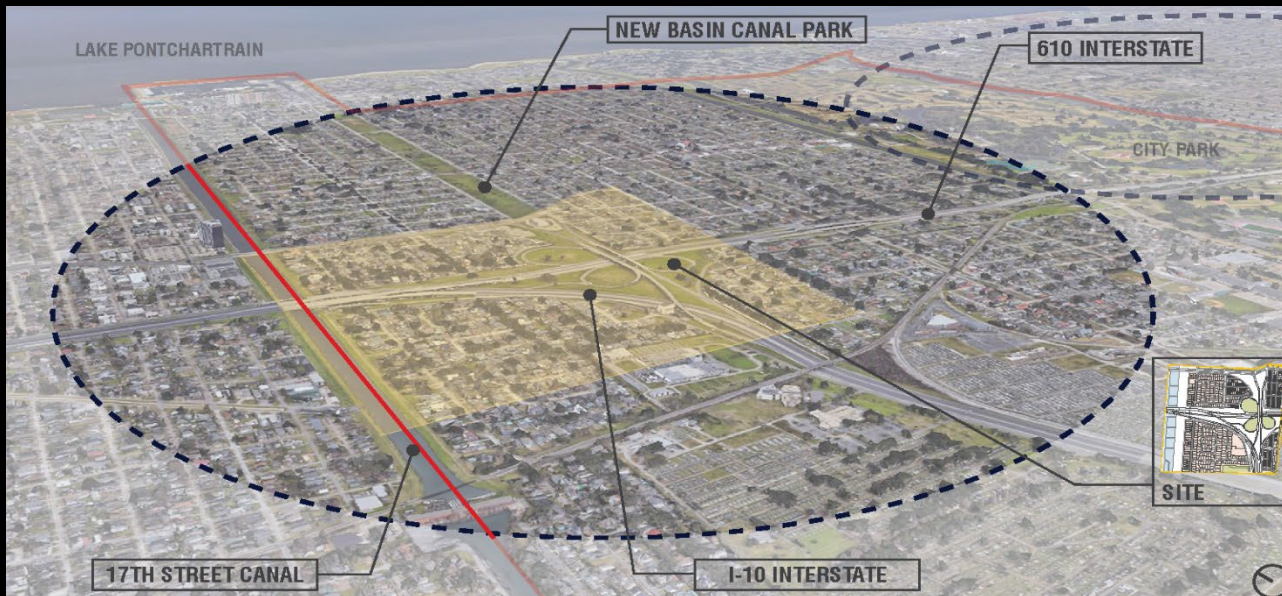 NEW BASIN CANAL PARK
LAKE PONTCHARTRAIN
610 INTERSTATE
CITY PARK
SITE
17TH STREET CANAL
I-10 INTERSTATE